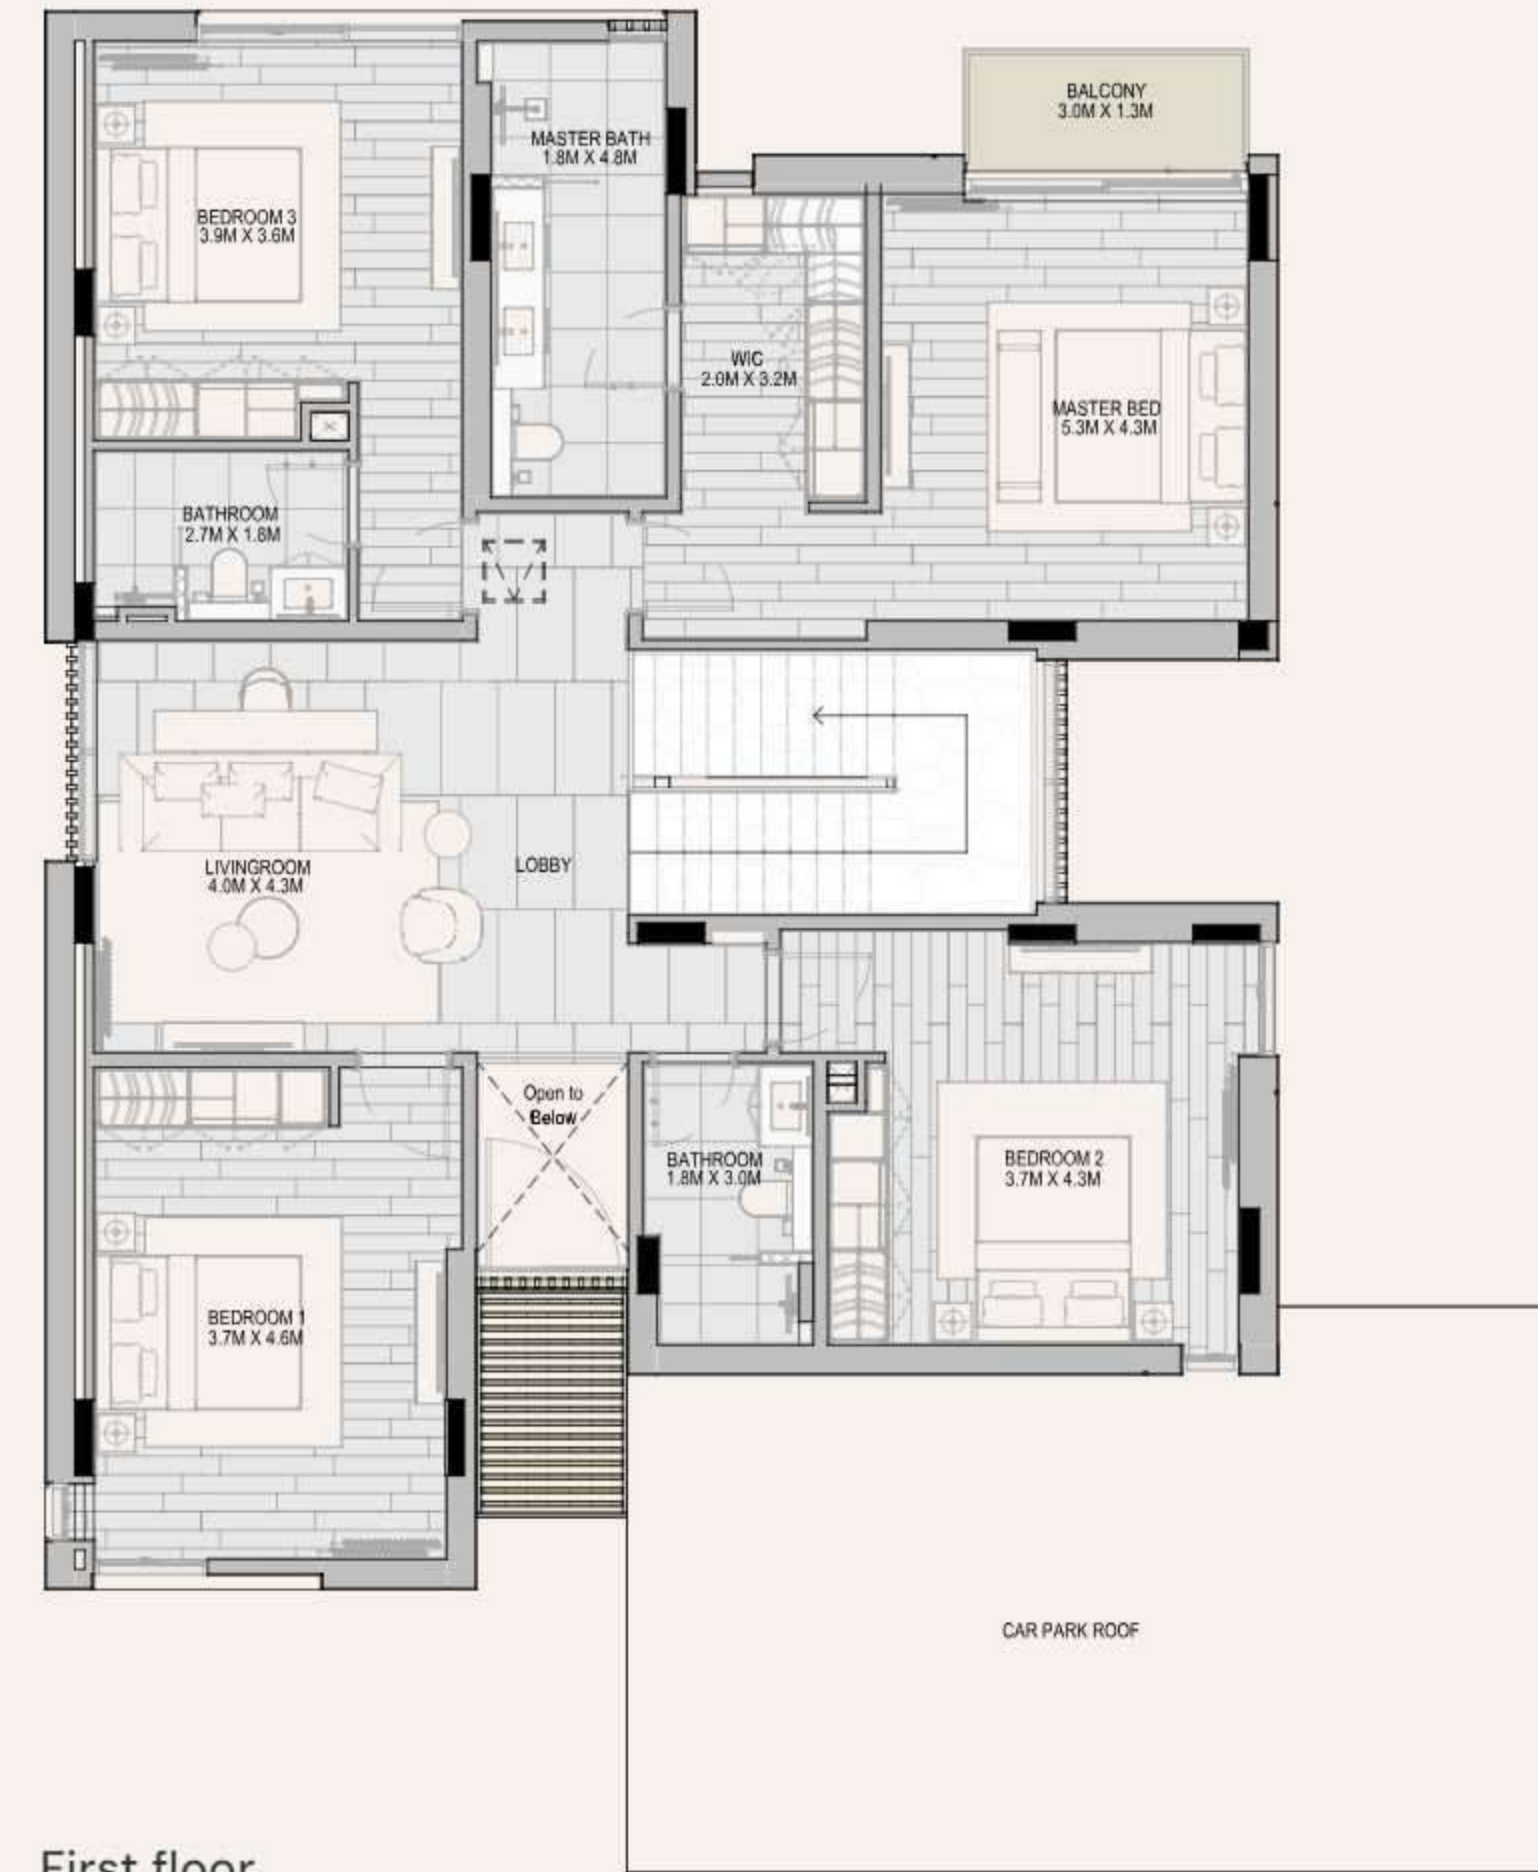 BALCONY
3.0M X 1.3M
MASTER BATH
1.8M X 4.8M
BEDROOM 3
3.9M X 3.6M
WIC
2.0M X 3.2M
MASTER BED
5.3M X 4.3M
BATHROOM
2.7M X 1.8M
LIVINGROOM
4.0M X 4.3M
LOBBY
Open to
Below
BATHROOM
1.8M X 3.0M
BEDROOM 2
3.7M X 4.3M
BEDROOM 1
3.7M X 4.6M
CAR PARK ROOF
First floor